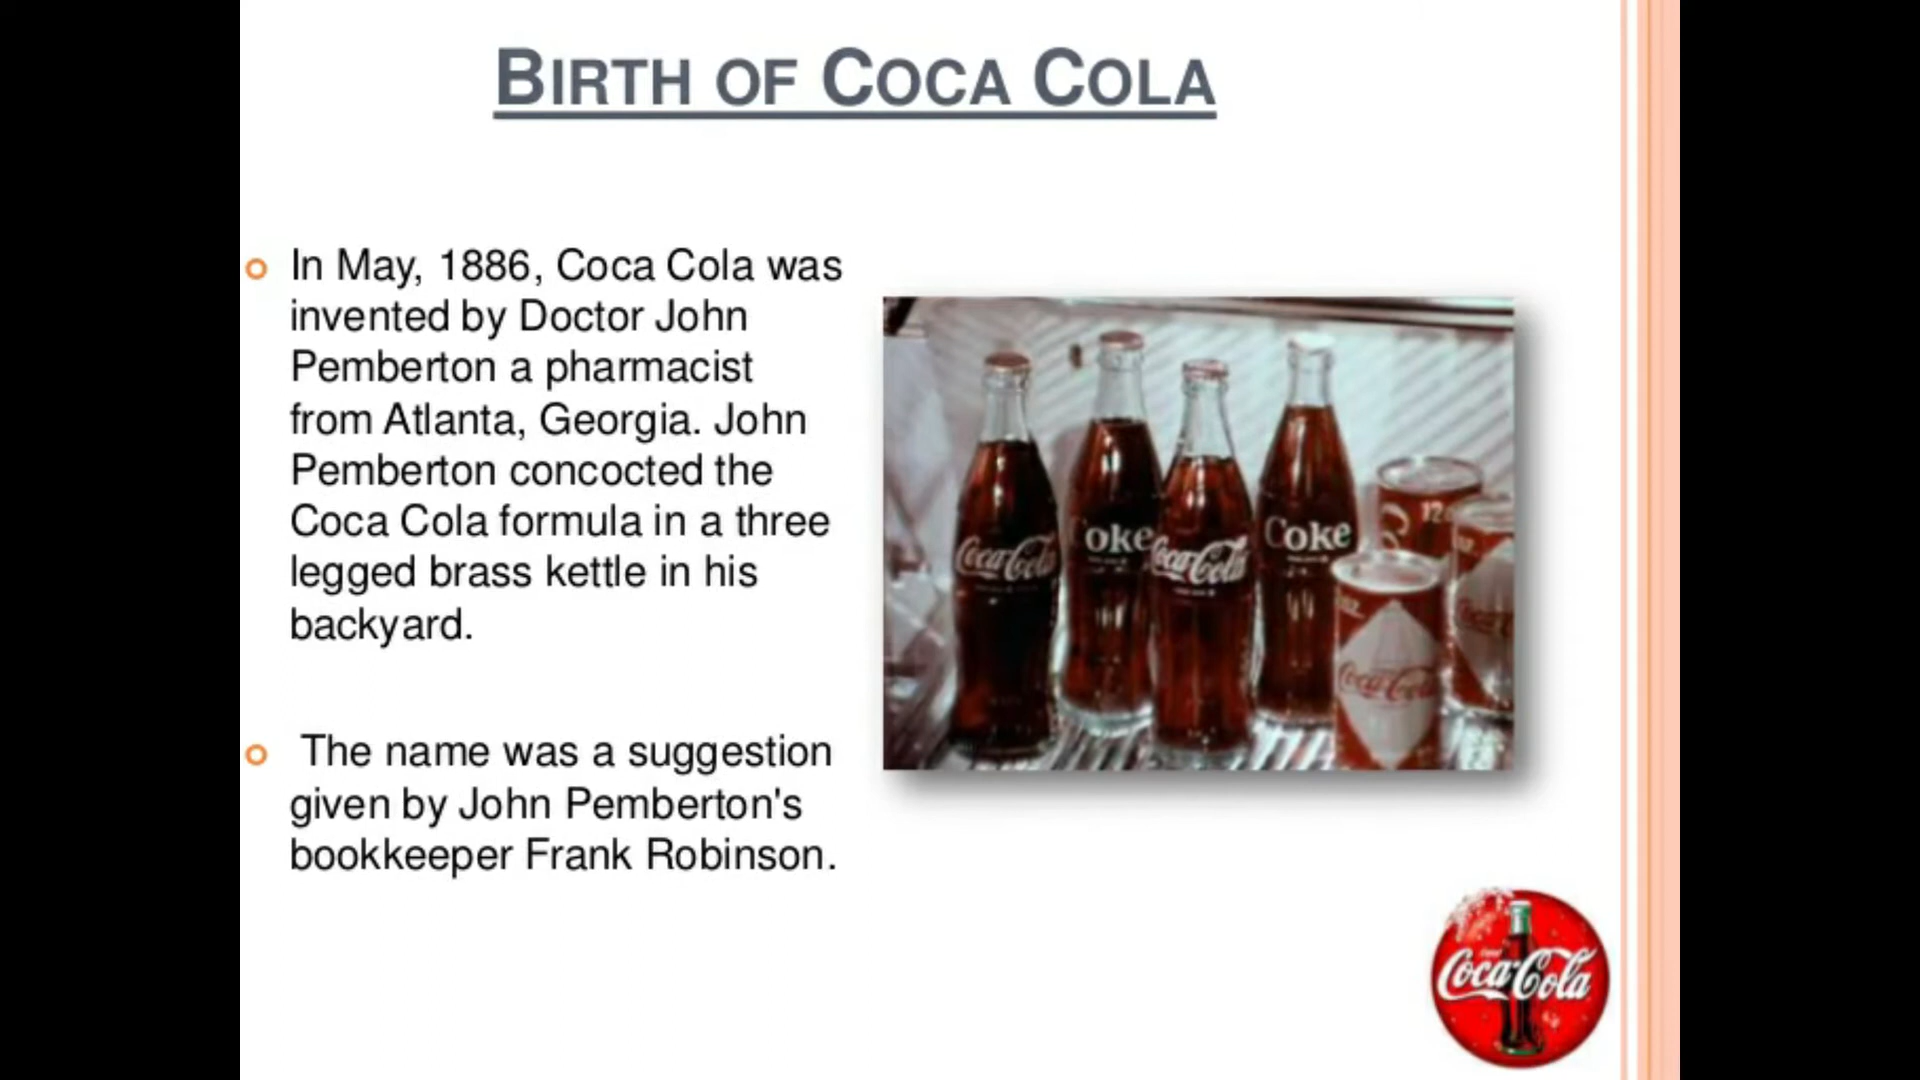 BIRTH OF COCA COLA
In May, 1886, Coca Cola was
invented by Doctor John
Pemberton a pharmacist
from Atlanta, Georgia. John
Pemberton concocted the
Coca Cola formula in a three
legged brass kettle in his
backyard.
The name was a suggestion
given by John Pemberton's
bookkeeper Frank Robinson.
Coca-Cola
oke
Coca-Cola
Coke
12
Coca-Cola
Coca-Cola